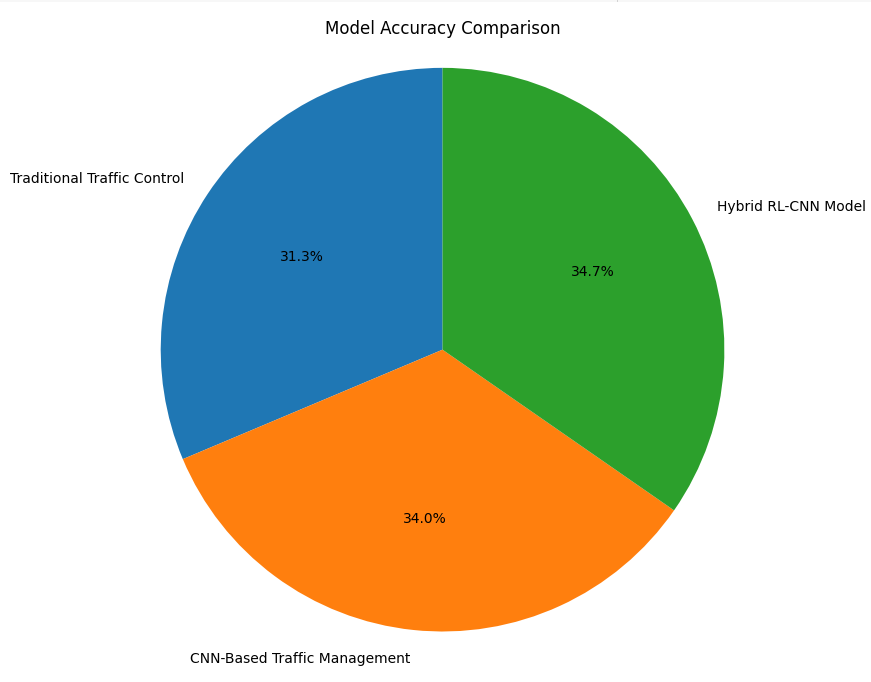 Model Accuracy Comparison
Traditional Traffic Control
Hybrid RL-CNN Model
31.3%
34.7%
34.0%
CNN-Based Traffic Management